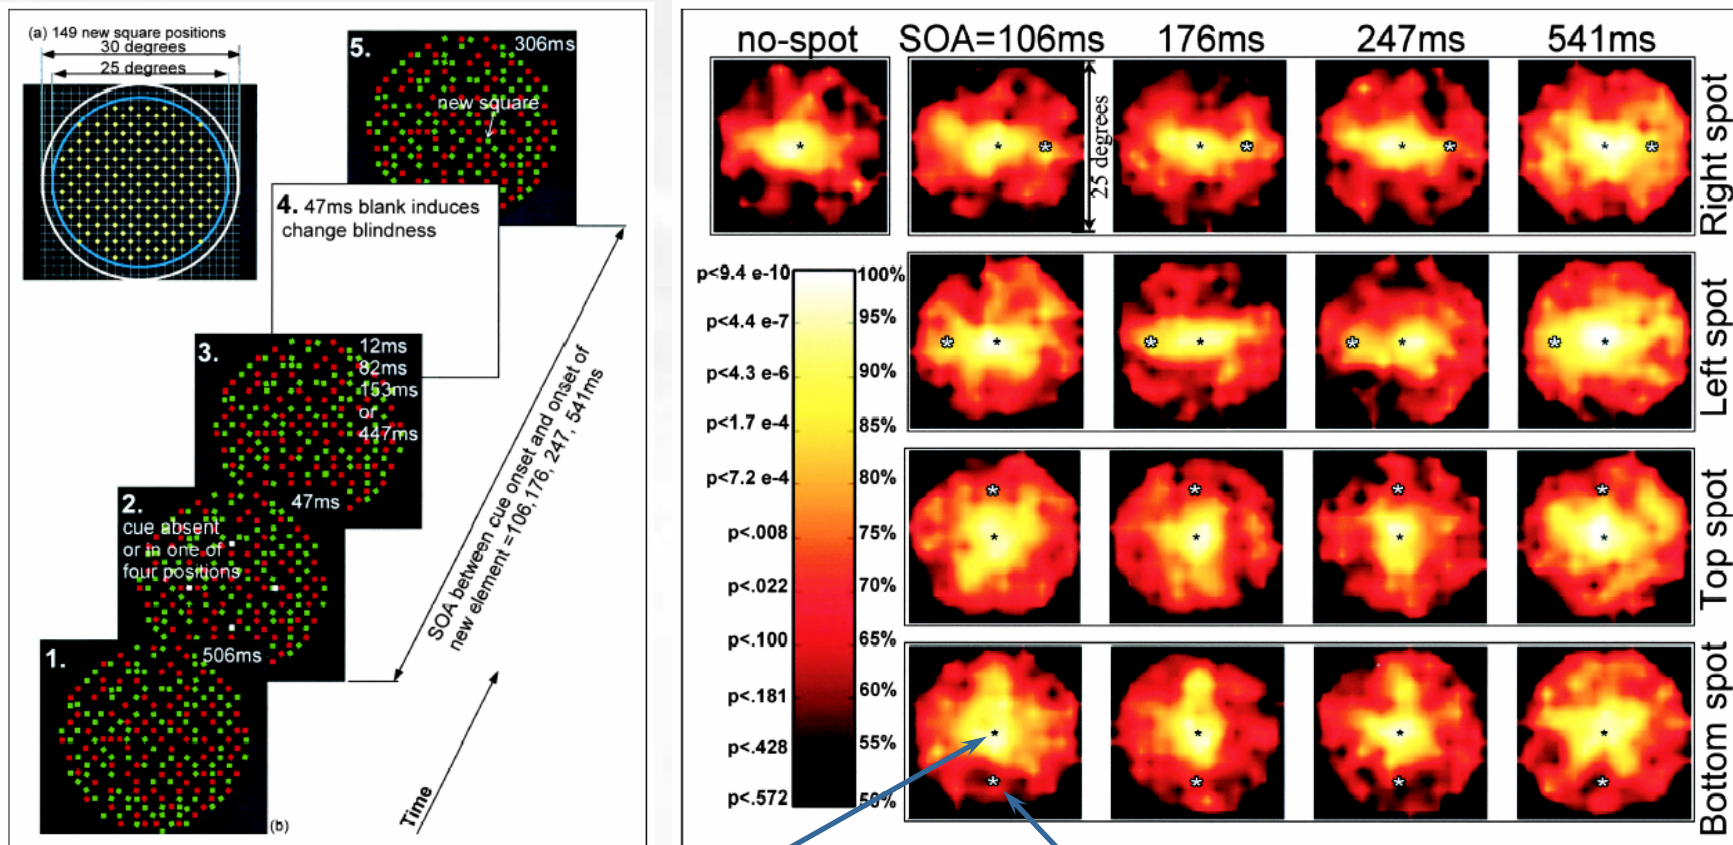 (a) 149 new square positions
30 degrees
25 degrees
5.
306ms
new square
4. 47ms blank induces
change blindness
3.
12ms
82ms
153ms
or
447ms
2.
47ms
cue absent
or in one of
four positions
1.
506ms
SOA between cue onset and onset of
new element =106, 176, 247, 541ms
Time
(b)
no-spot
SOA=106ms
176ms
247ms
541ms
25 degrees
Right spot
Left spot
Top spot
Bottom spot
p<9.4 e-10 100%
p<4.4 e-7 95%
p<4.3 e-6 90%
p<1.7 e-4 85%
p<7.2 e-4 80%
p<.008 75%
p<.022 70%
p<.100 65%
p<.181 60%
p<.428 55%
p<.572 50%